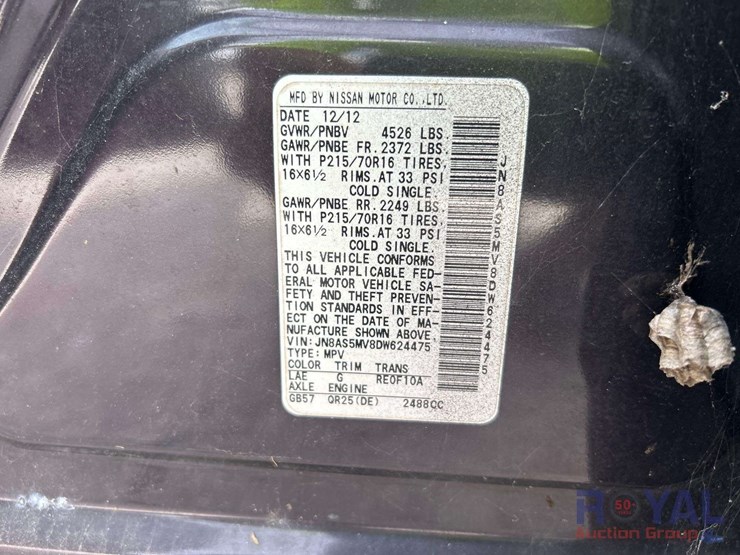 MFD BY NISSAN MOTOR CO.,LTD.
DATE 12/12
GVWR/PNBV 4526 LBS.
GAWR/PNBE FR. 2372 LBS.
WITH P215/70R16 TIRES,
16X6½ RIMS.AT 33 PSI
COLD SINGLE.
GAWR/PNBE RR. 2249 LBS.
WITH P215/70R16 TIRES,
16X6½ RIMS.AT 33 PSI
COLD SINGLE.
THIS VEHICLE CONFORMS
TO ALL APPLICABLE FED-
ERAL MOTOR VEHICLE SA-
FETY AND THEFT PREVEN-
TION STANDARDS IN EFF-
ECT ON THE DATE OF MA-
NUFACTURE SHOWN ABOVE.
VIN: JN8AS5MV8DW624475
TYPE: MPV
COLOR TRIM TRANS
LAE G RE0F10A
AXLE ENGINE
GB57 QR25(DE) 2488CC
JN8AS5MV8DW624475
ROYAL
50
Auction Group